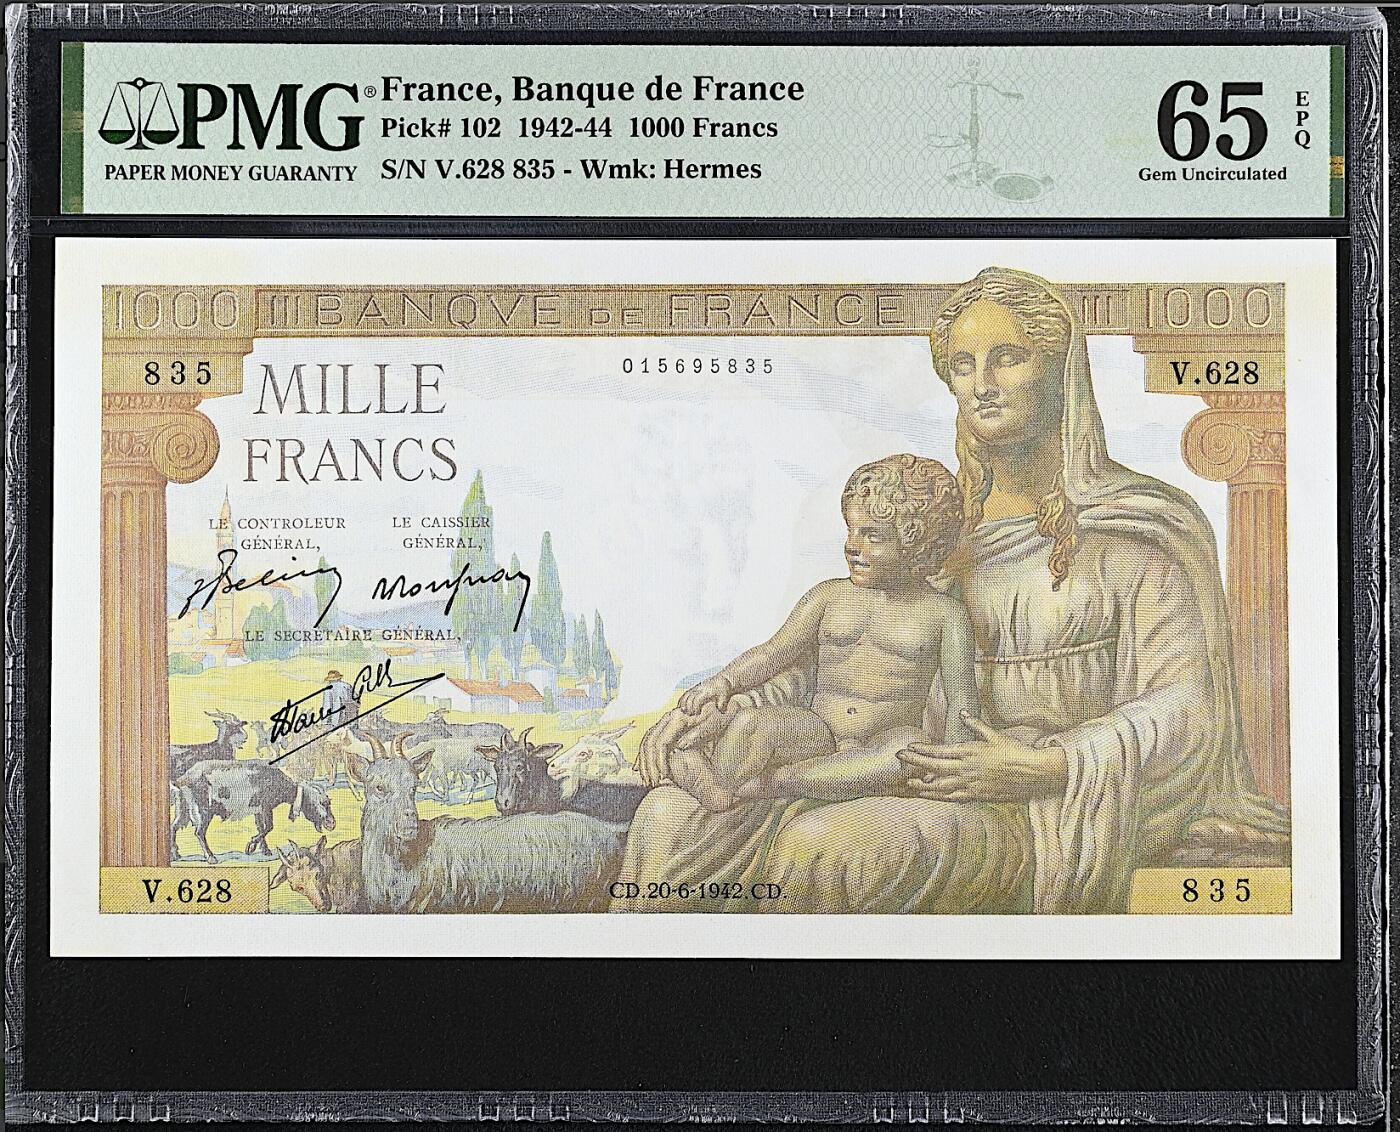 PMG®
PAPER MONEY GUARANTY
France, Banque de France
Pick# 102 1942-44 1000 Francs
S/N V.628 835 - Wmk: Hermes
65 EPQ
Gem Uncirculated
1000 BANQVE DE FRANCE 1000
835
015695835
V.628
MILLE
FRANCS
LE CONTROLEUR
GÉNÉRAL,
LE CAISSIER
GÉNÉRAL,
LE SECRÉTAIRE GÉNÉRAL,
V.628
CD.20-6-1942.CD.
835